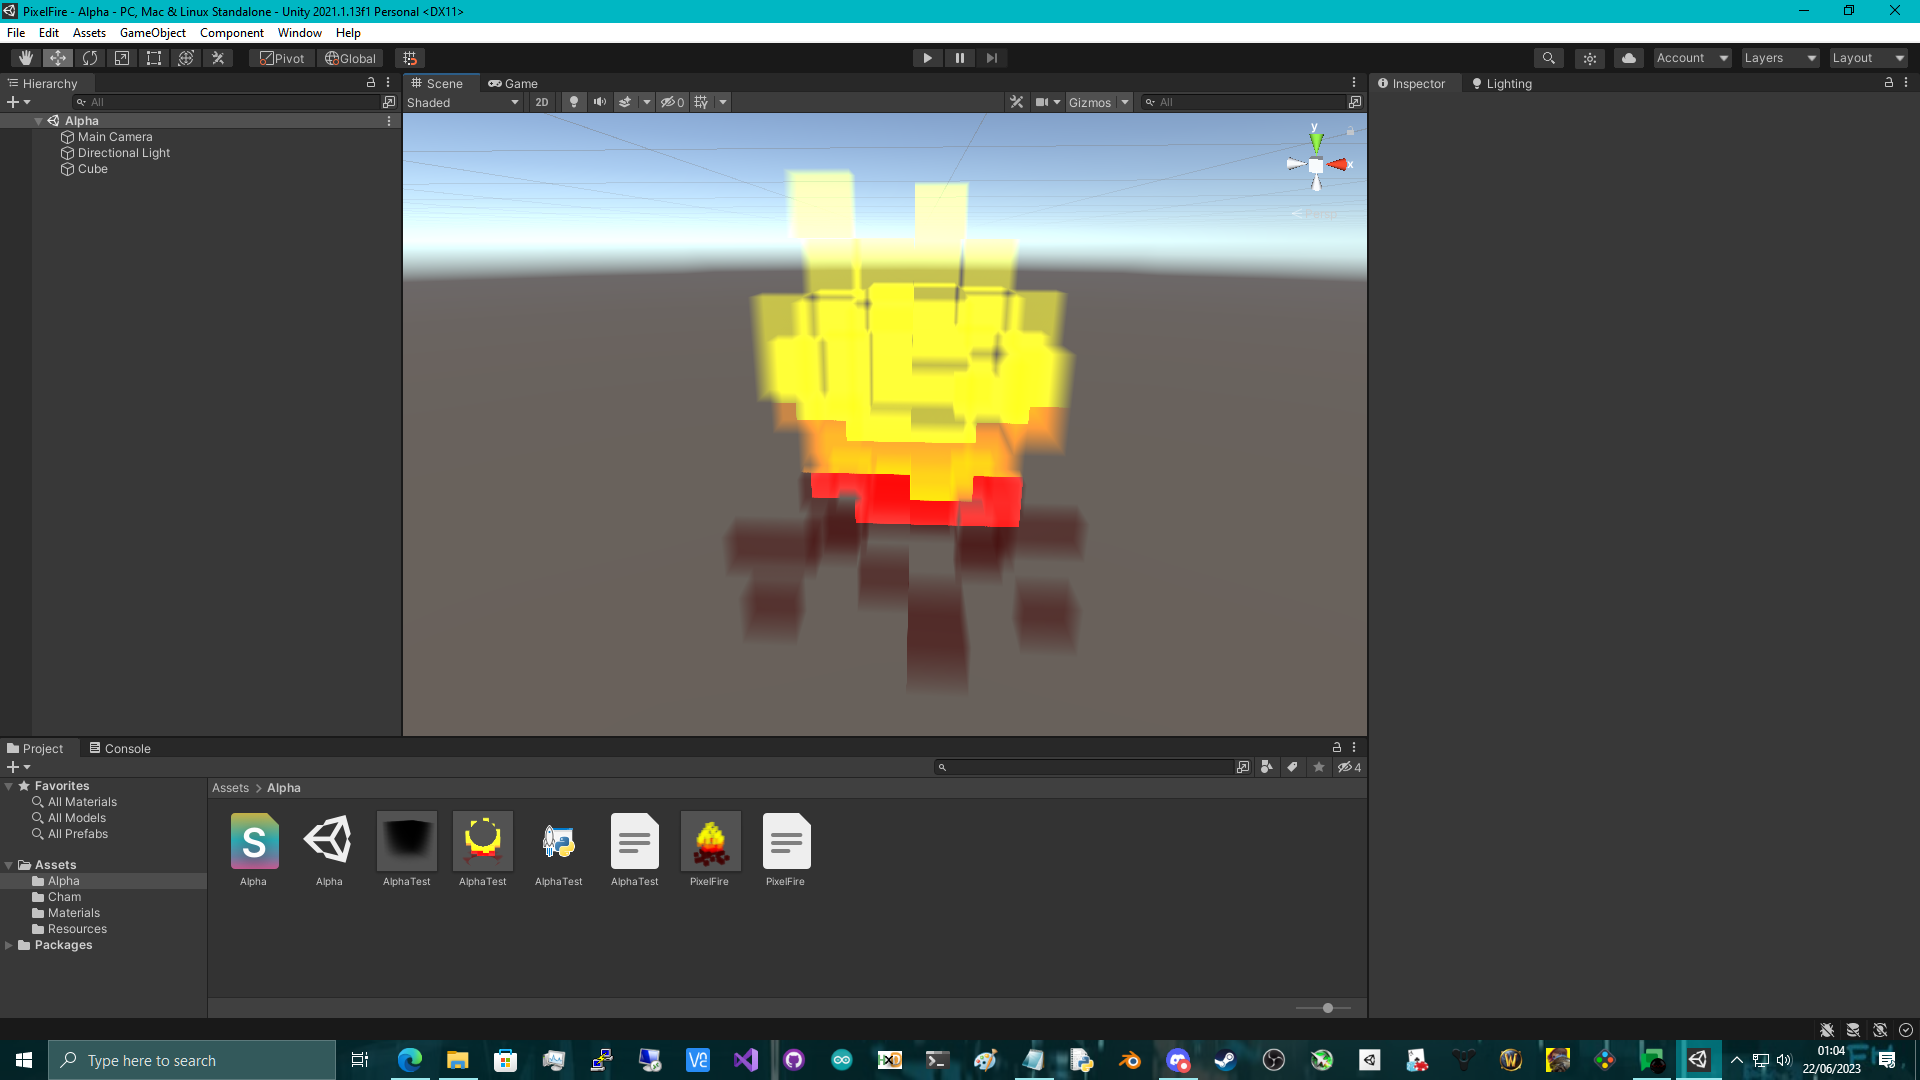 PixelFire - Alpha - PC, Mac & Linux Standalone - Unity 2021.1.13f1 Personal <DX11>
File Edit Assets GameObject Component Window Help
Pivot Global Account Layers Layout
Hierarchy
All
Alpha
Main Camera
Directional Light
Cube
Scene Game
Shaded 2D 0 Gizmos All
y
x
Persp
Inspector Lighting
Project Console
4
Favorites
All Materials
All Models
All Prefabs
Assets
Alpha
Cham
Materials
Resources
Packages
Assets > Alpha
S
Alpha Alpha AlphaTest AlphaTest AlphaTest AlphaTest PixelFire PixelFire
Type here to search
01:04
22/06/2023